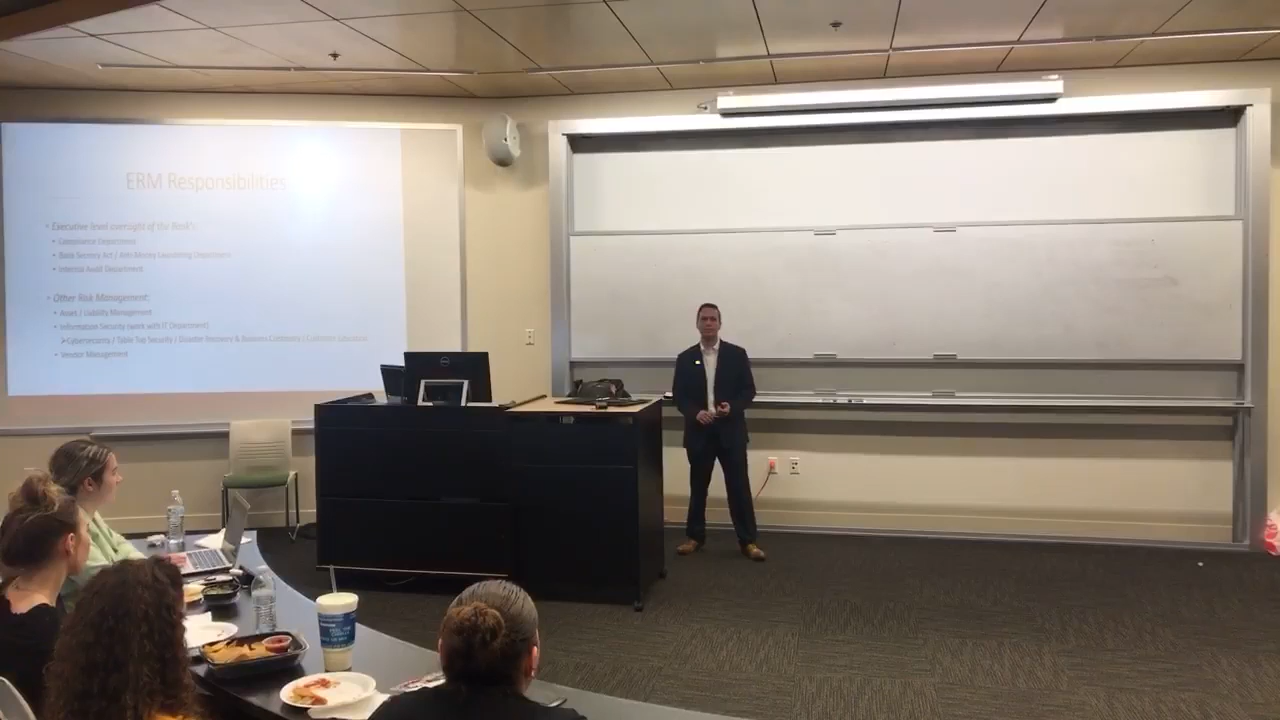 ERM Responsibilities
• Executive level oversight of the Bank's:
• Compliance Department
• Bank Secrecy Act / Anti-Money Laundering Department
• Internal Audit Department
• Other Risk Management:
• Asset / Liability Management
• Information Security (work with IT Department)
➢Cybersecurity / Table Top Security / Disaster Recovery & Business Continuity / Customer Education
• Vendor Management
DELL